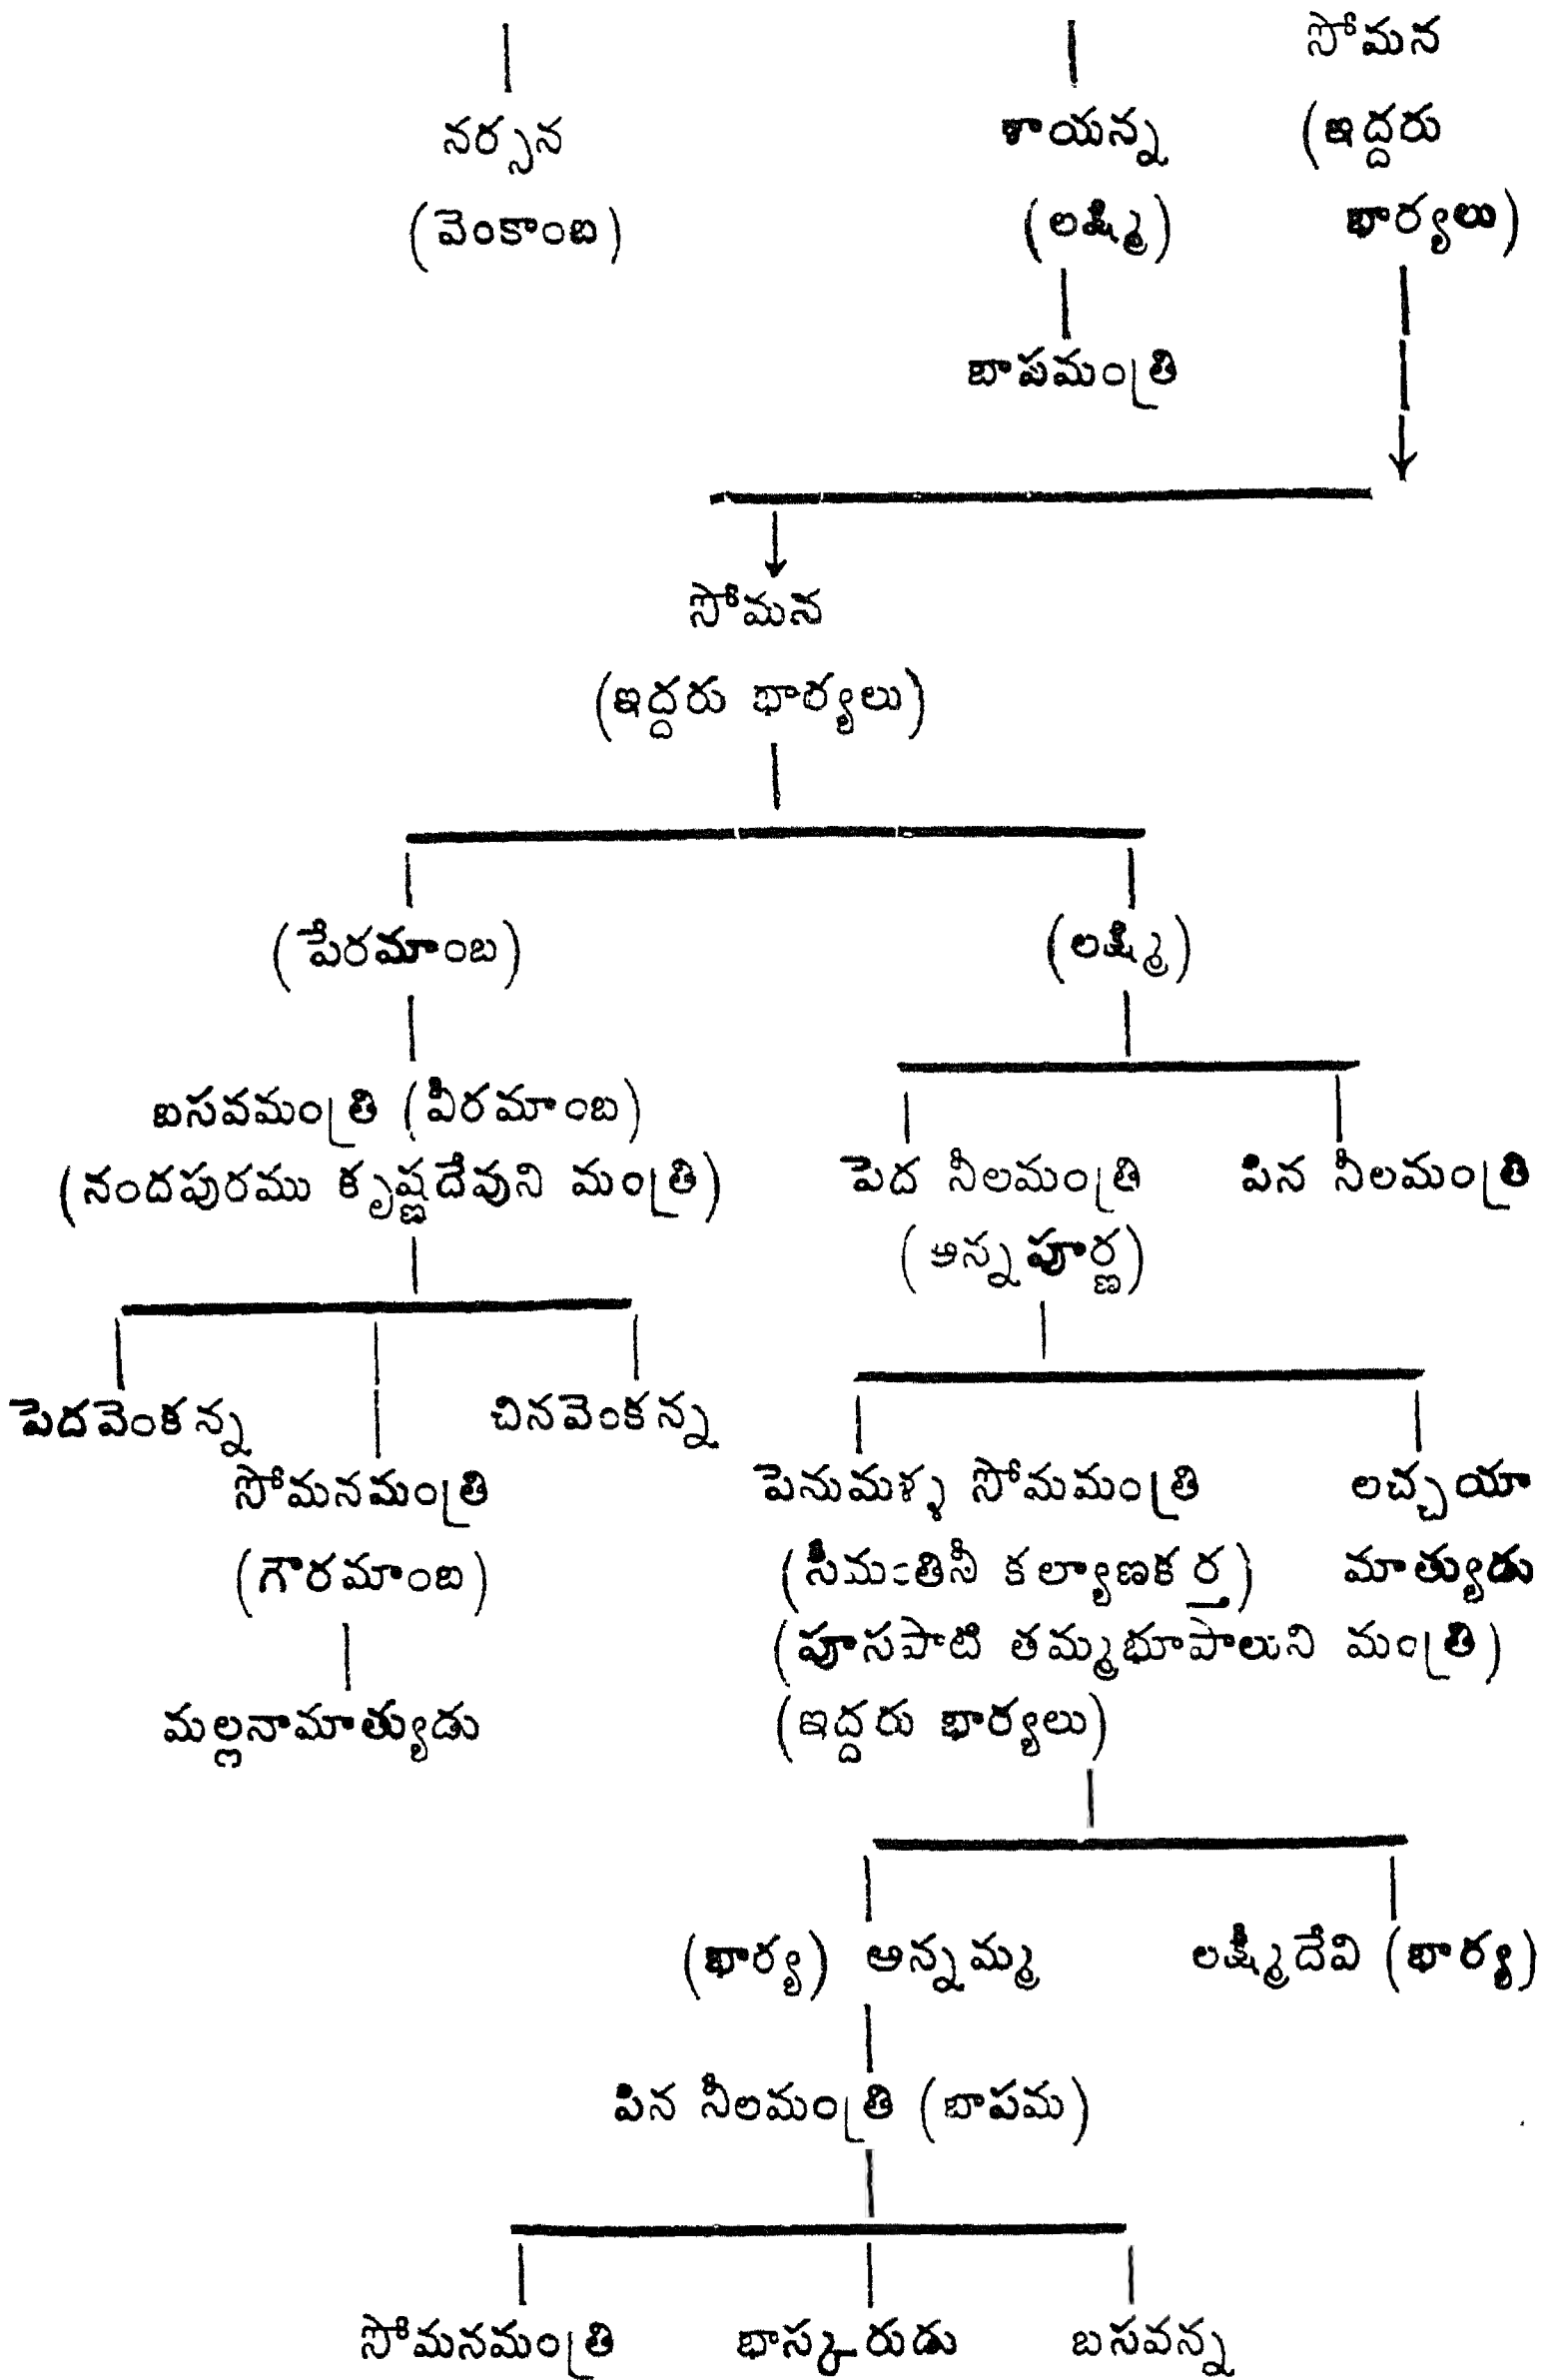 సోమన
నర్సన
శాయన్న
(ఇద్దరు
(వెంకాంబ)
(లక్ష్మి)
భార్యలు)
బాపమంత్రి
సోమన
(ఇద్దరు భార్యలు)
(పేరమాంబ)
(లక్ష్మి)
బసవమంత్రి (వీరమాంబ)
(నందపురము కృష్ణదేవుని మంత్రి)
పెద నీలమంత్రి
పిన నీలమంత్రి
(అన్నపూర్ణ)
పెదవెంకన్న
చినవెంకన్న
సోమనమంత్రి
(గౌరమాంబ)
మల్లనామాత్యుడు
పెనుమళ్ళ సోమమంత్రి
లచ్చయా
(సీమంతినీ కల్యాణకర్త)
మాత్యుడు
(పూసపాటి తమ్మభూపాలుని మంత్రి)
(ఇద్దరు భార్యలు)
(భార్య) అన్నమ్మ
లక్ష్మిదేవి (భార్య)
పిన నీలమంత్రి (బాపమ)
సోమనమంత్రి
భాస్కరుడు
బసవన్న